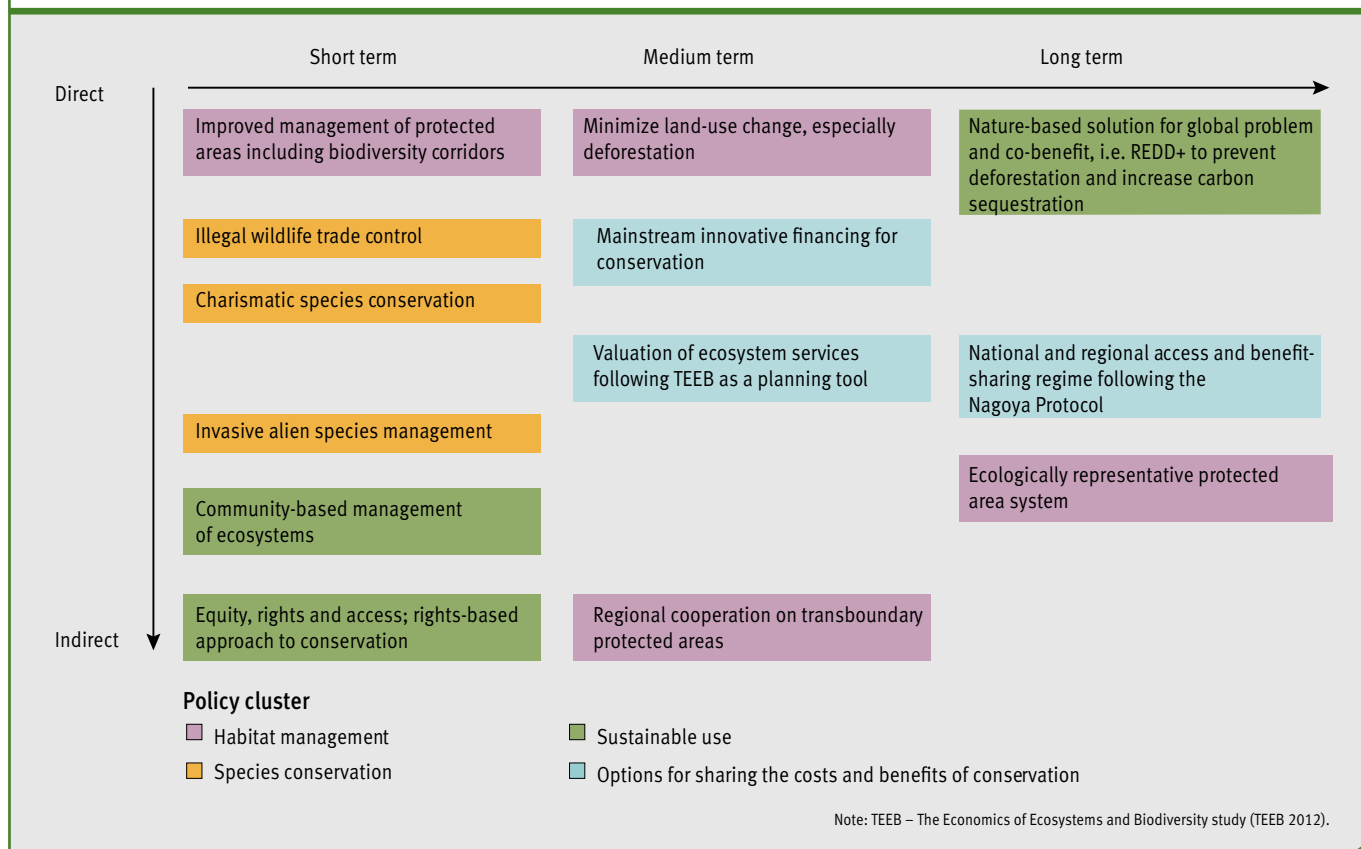 Short term
Medium term
Long term
Direct
Improved management of protected
areas including biodiversity corridors
Minimize land-use change, especially
deforestation
Nature-based solution for global problem
and co-benefit, i.e. REDD+ to prevent
deforestation and increase carbon
sequestration
Illegal wildlife trade control
Mainstream innovative financing for
conservation
Charismatic species conservation
Valuation of ecosystem services
following TEEB as a planning tool
National and regional access and benefit-
sharing regime following the
Nagoya Protocol
Invasive alien species management
Ecologically representative protected
area system
Community-based management
of ecosystems
Equity, rights and access; rights-based
approach to conservation
Regional cooperation on transboundary
protected areas
Indirect
Policy cluster
Habitat management
Sustainable use
Species conservation
Options for sharing the costs and benefits of conservation
Note: TEEB – The Economics of Ecosystems and Biodiversity study (TEEB 2012).